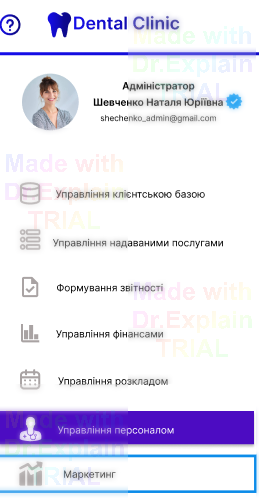 Dental Clinic
Адміністратор
Шевченко Наталя Юріївна
shechenko_admin@gmail.com
Управління клієнтською базою
Управління надаваними послугами
Формування звітності
Управління фінансами
Управління розкладом
Управління персоналом
Маркетинг
Made with
Dr.Explain
TRIAL
Made with
Dr.Explain
TRIAL
Made with
Dr.Explain
TRIAL
Made with
Dr.Explain
TRIAL